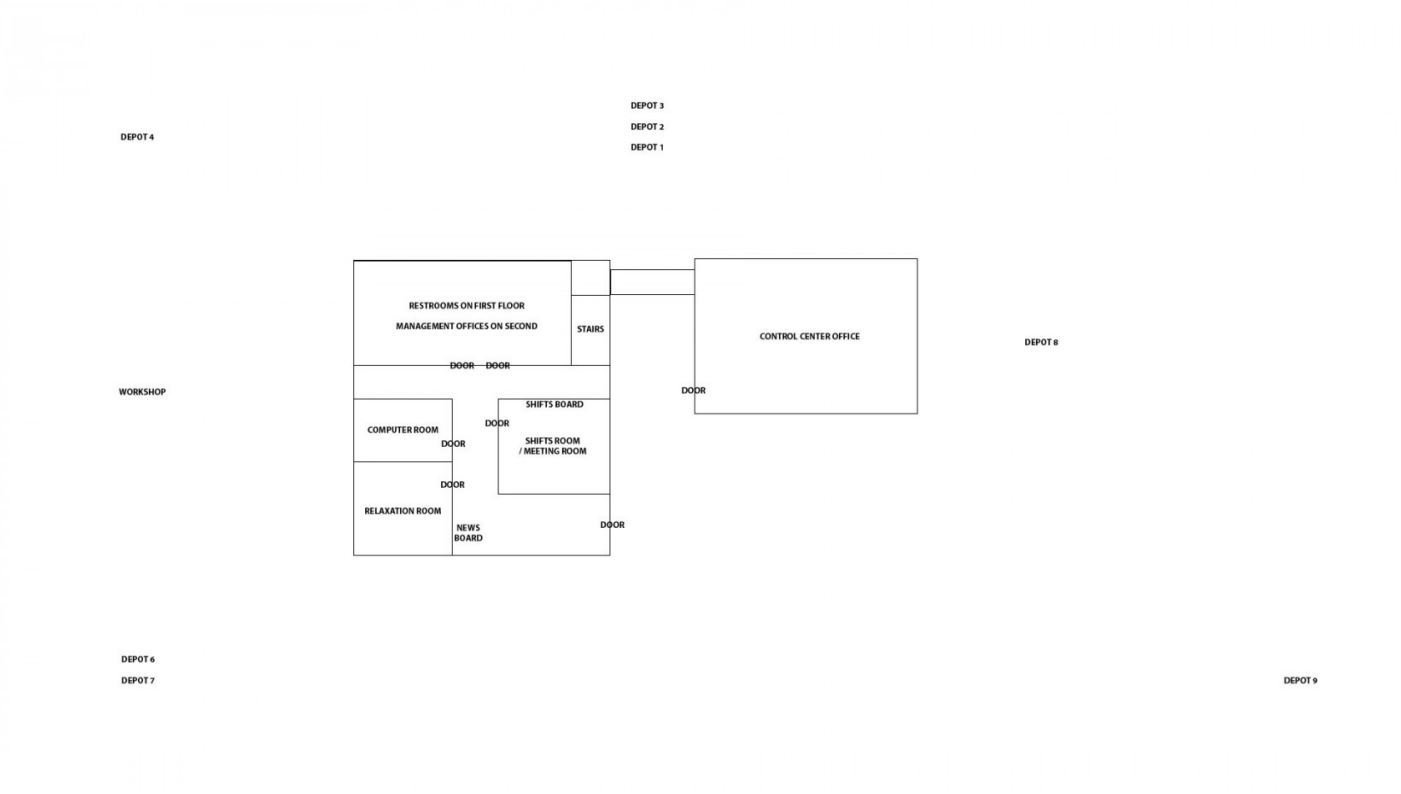 DEPOT 3
DEPOT 4
DEPOT 2
DEPOT 1
RESTROOMS ON FIRST FLOOR
MANAGEMENT OFFICES ON SECOND
STAIRS
CONTROL CENTER OFFICE
DEPOT 8
DOOR
DOOR
WORKSHOP
DOOR
SHIFTS BOARD
DOOR
COMPUTER ROOM
DOOR
SHIFTS ROOM
/ MEETING ROOM
DOOR
RELAXATION ROOM
NEWS
BOARD
DOOR
DEPOT 6
DEPOT 7
DEPOT 9